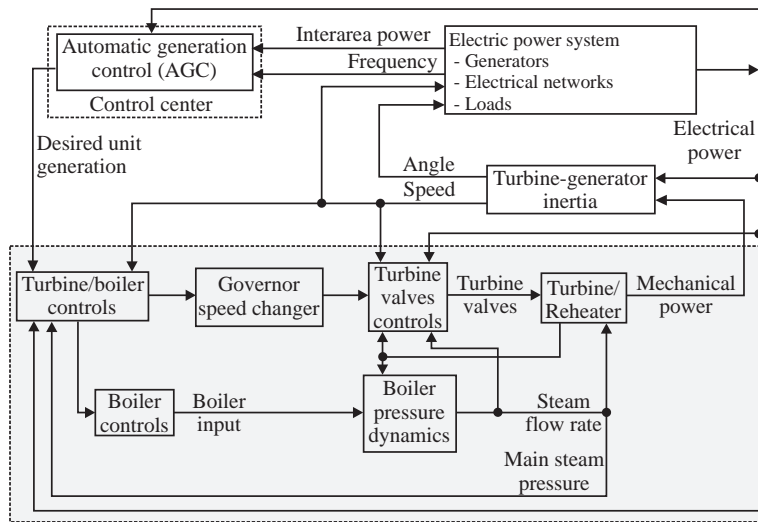 Automatic generation
control (AGC)
Control center
Interarea power
Frequency
Electric power system
- Generators
- Electrical networks
- Loads
Desired unit
generation
Angle
Speed
Turbine-generator
inertia
Electrical
power
Turbine/boiler
controls
Governor
speed changer
Turbine
valves
controls
Turbine
valves
Turbine/
Reheater
Mechanical
power
Boiler
controls
Boiler
input
Boiler
pressure
dynamics
Steam
flow rate
Main steam
pressure